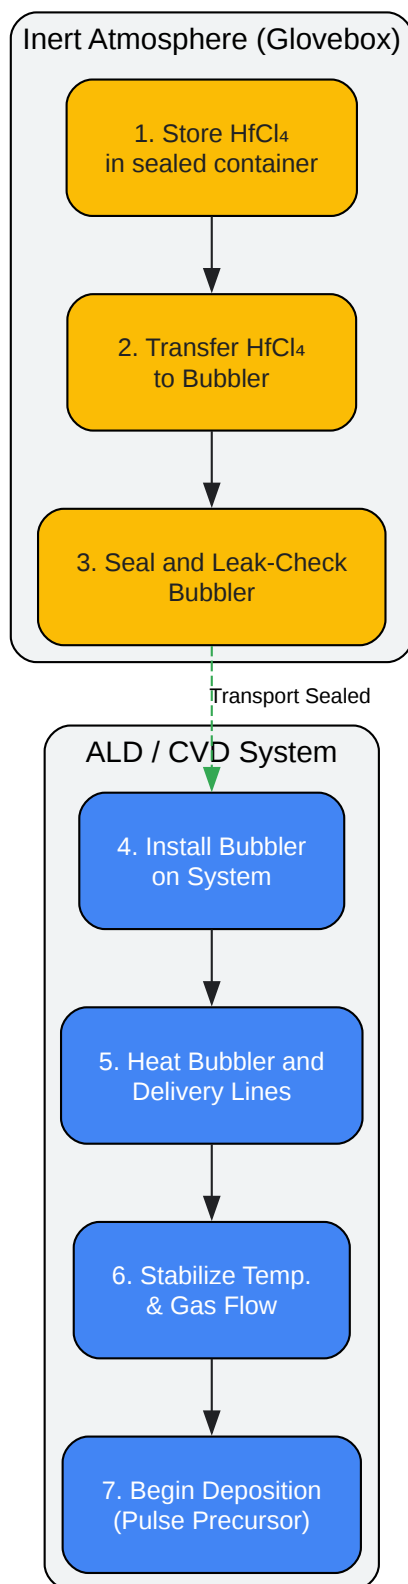 Inert Atmosphere (Glovebox)
1. Store HfCl₄
in sealed container
2. Transfer HfCl₄
to Bubbler
3. Seal and Leak-Check
Bubbler
Transport Sealed
ALD / CVD System
4. Install Bubbler
on System
5. Heat Bubbler and
Delivery Lines
6. Stabilize Temp.
& Gas Flow
7. Begin Deposition
(Pulse Precursor)